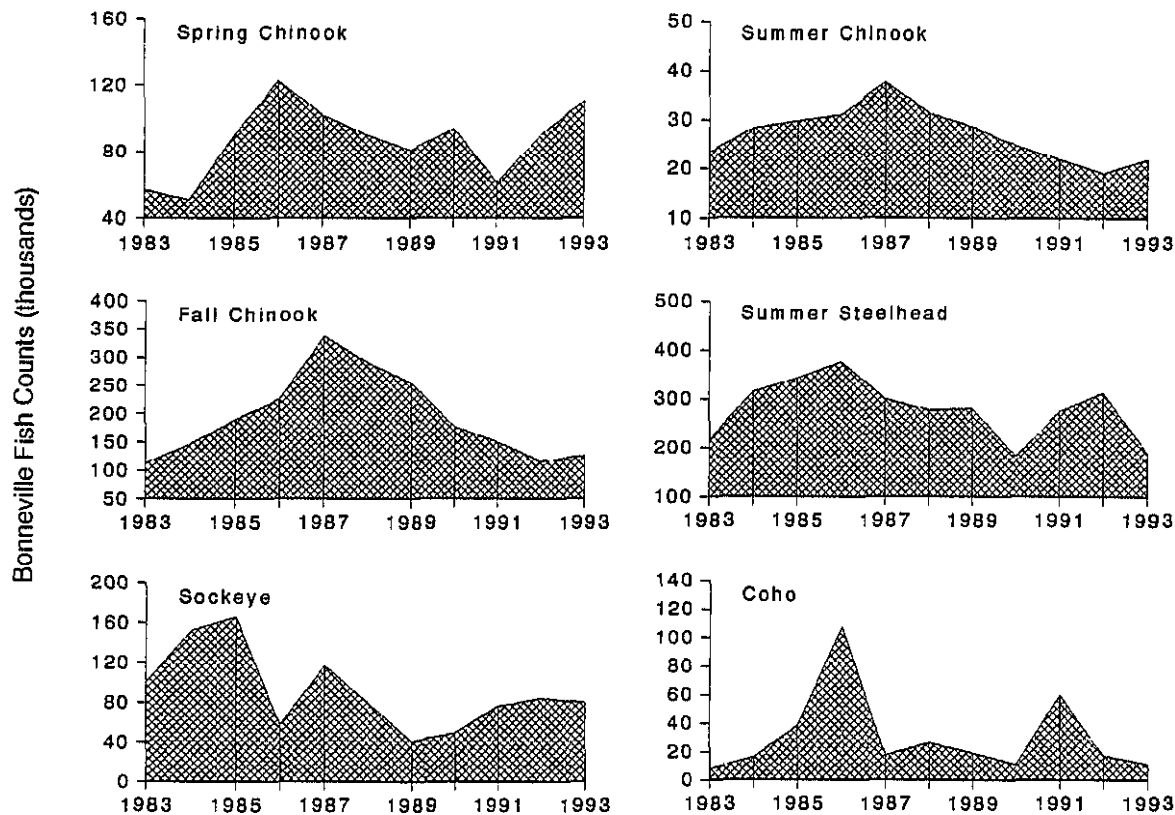 Bonneville Fish Counts (thousands)
Spring Chinook
160
120
80
40
1983 1985 1987 1989 1991 1993
Summer Chinook
50
40
30
20
10
1983 1985 1987 1989 1991 1993
Fall Chinook
400
350
300
250
200
150
100
50
1983 1985 1987 1989 1991 1993
Summer Steelhead
500
400
300
200
100
1983 1985 1987 1989 1991 1993
Sockeye
200
160
120
80
40
0
1983 1985 1987 1989 1991 1993
Coho
140
120
100
80
60
40
20
0
1983 1985 1987 1989 1991 1993